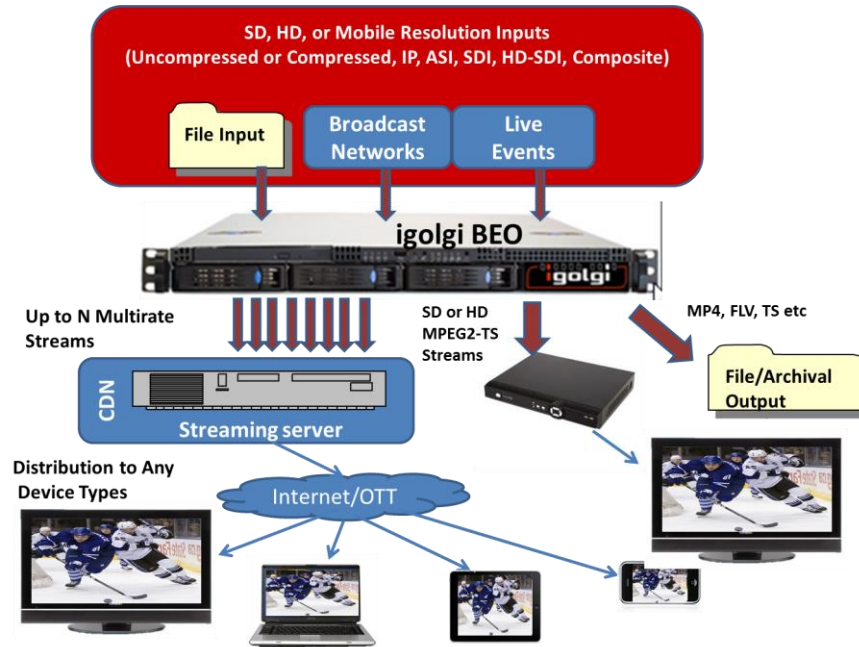 SD, HD, or Mobile Resolution Inputs
(Uncompressed or Compressed, IP, ASI, SDI, HD-SDI, Composite)
File Input
Broadcast
Networks
Live
Events
igolgi BEO
igolgi
Up to N Multirate
Streams
SD or HD
MPEG2-TS
Streams
MP4, FLV, TS etc
File/Archival
Output
CDN
Streaming server
Distribution to Any
Device Types
Internet/OTT